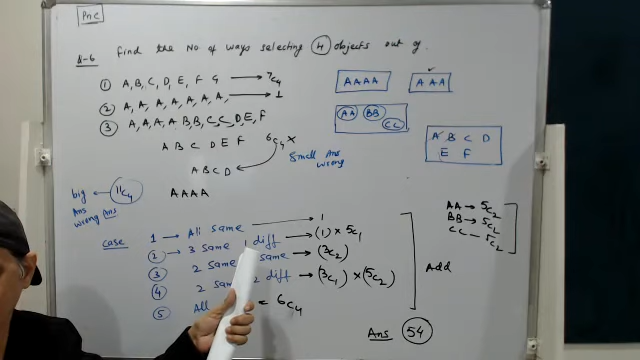 PnC
Q-6 Find the No of ways selecting 4 objects out of.
① A, B, C, D, E, F G → 7C4
② A, A, A, A, A, A, A, → 1
③ A, A, A, A B, B, C, C, D, E, F
A B C D E F 6C4 ×
A B C D
Small Ans
wrong
big ← 11C4
Ans
wrong Ans
A A A A
AAAA
AAA
AA BB
CC
A B C D
E F
case 1 → All same → 1
② → 3 same 1 diff → (1) × 5C1
③ 2 same same → (3C2)
④ 2 same 2 diff → (3C1) × (5C2)
⑤ All = 6C4
Add
Ans 54
AA → 5C2
BB → 5C2
CC — 5C2